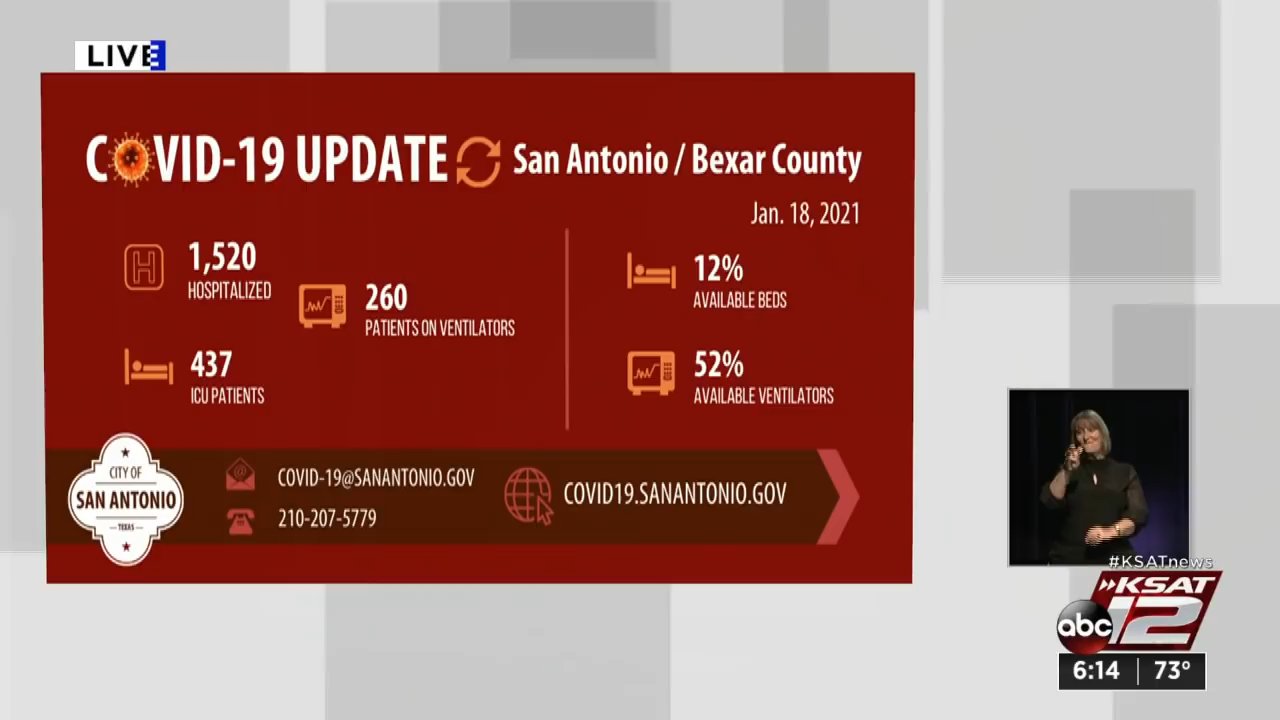 LIVE
COVID-19 UPDATE
San Antonio / Bexar County
Jan. 18, 2021
H
1,520
HOSPITALIZED
260
PATIENTS ON VENTILATORS
437
ICU PATIENTS
12%
AVAILABLE BEDS
52%
AVAILABLE VENTILATORS
CITY OF
SAN ANTONIO
TEXAS
@
COVID-19@SANANTONIO.GOV
210-207-5779
COVID19.SANANTONIO.GOV
#KSATnews
KSAT
abc 12
6:14 73°